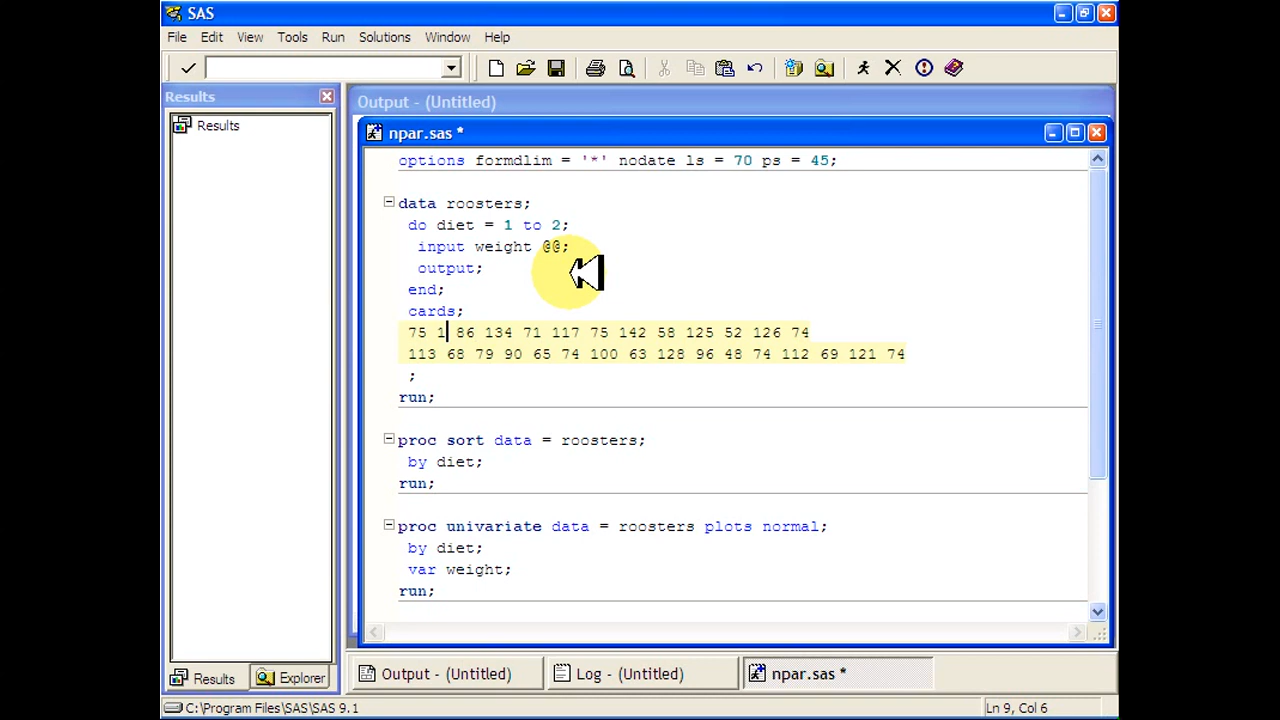 SAS
File Edit View Tools Run Solutions Window Help
Results
Output - (Untitled)
Results
npar.sas *
options formdlim = '*' nodate ls = 70 ps = 45;
data roosters;
do diet = 1 to 2;
input weight @@;
output;
end;
cards;
75 1 86 134 71 117 75 142 58 125 52 126 74
113 68 79 90 65 74 100 63 128 96 48 74 112 69 121 74
;
run;
proc sort data = roosters;
by diet;
run;
proc univariate data = roosters plots normal;
by diet;
var weight;
run;
Results Explorer
Output - (Untitled) Log - (Untitled) npar.sas *
C:\Program Files\SAS\SAS 9.1
Ln 9, Col 6